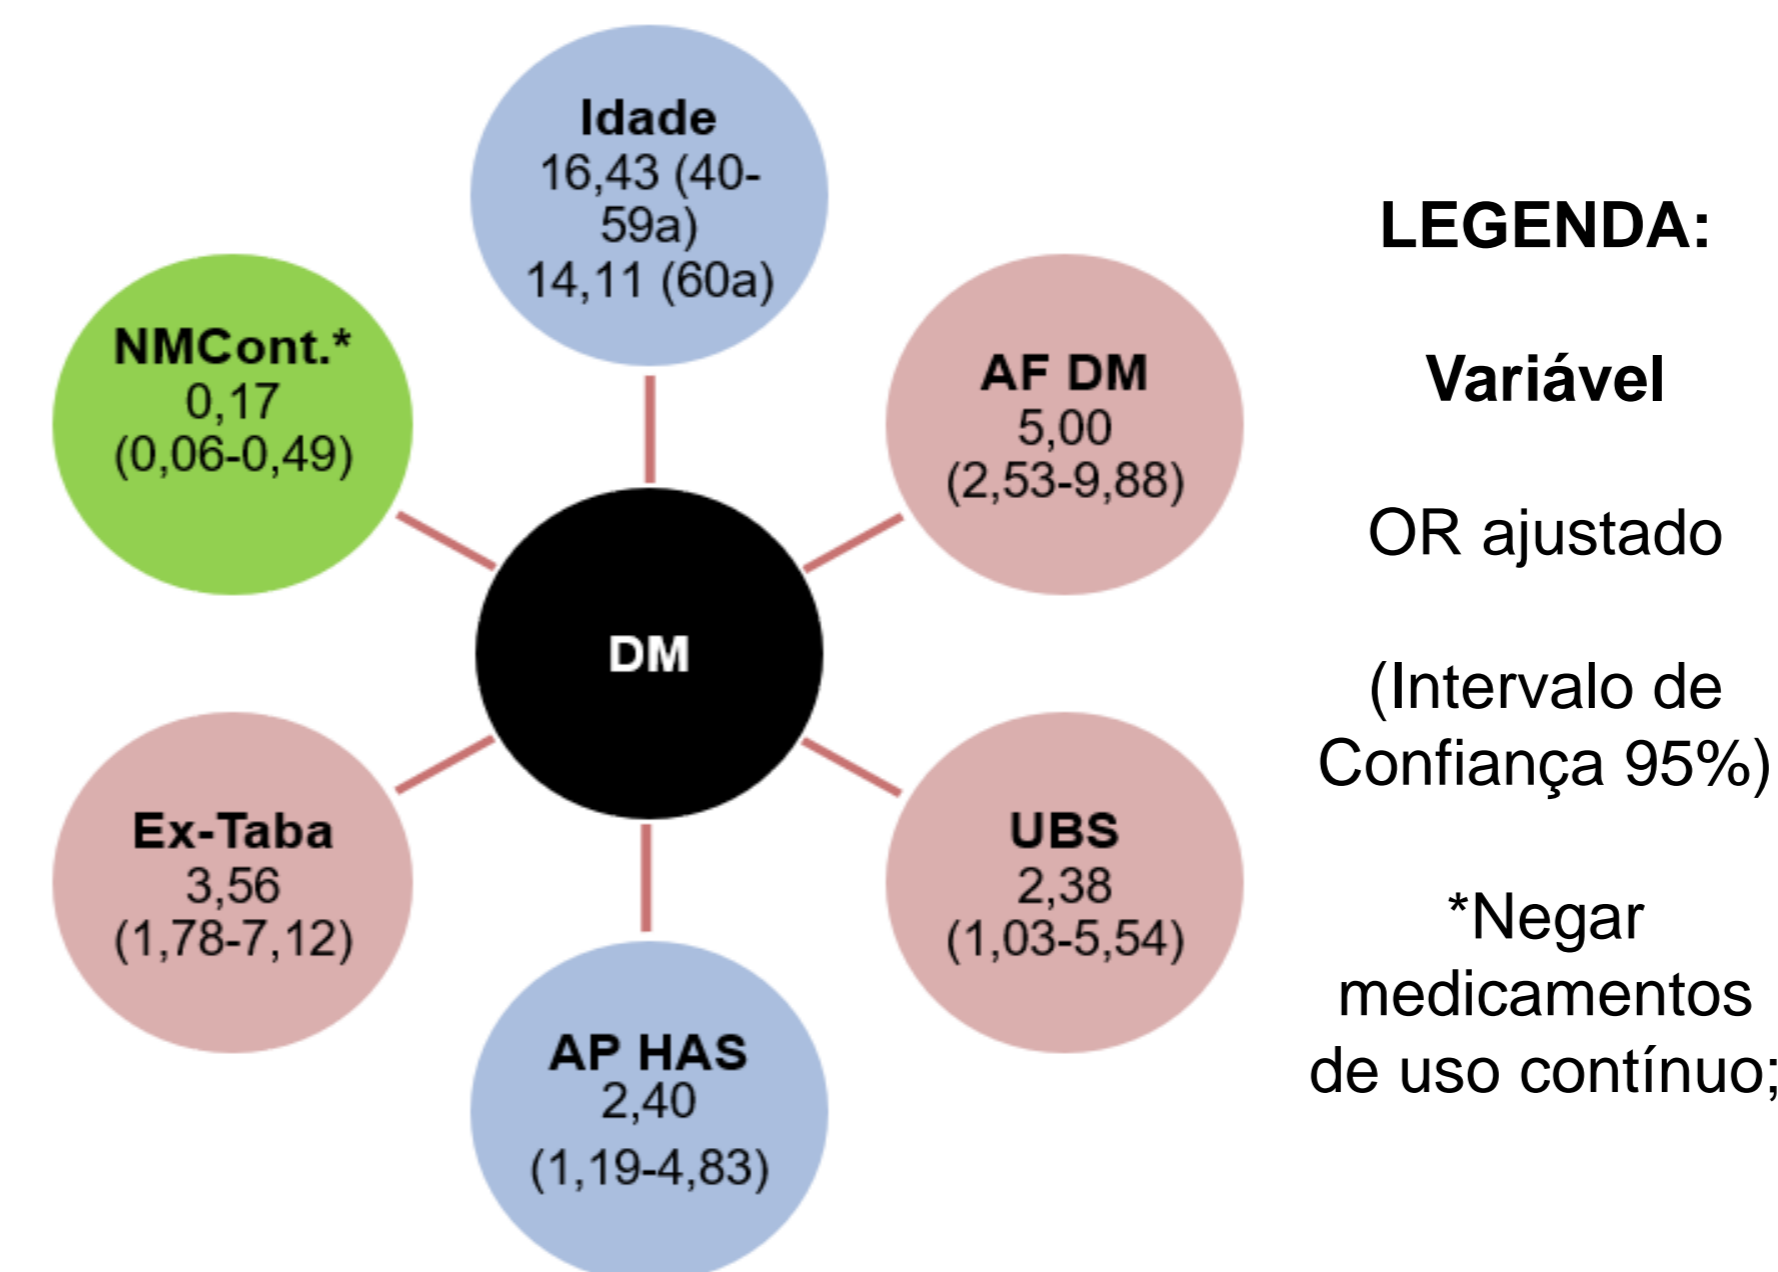 Idade
16,43 (40-
59a)
14,11 (60a)
NMCont.*
0,17
(0,06-0,49)
AF DM
5,00
(2,53-9,88)
DM
Ex-Taba
3,56
(1,78-7,12)
UBS
2,38
(1,03-5,54)
AP HAS
2,40
(1,19-4,83)
LEGENDA:
Variável
OR ajustado
(Intervalo de
Confiança 95%)
*Negar
medicamentos
de uso contínuo;